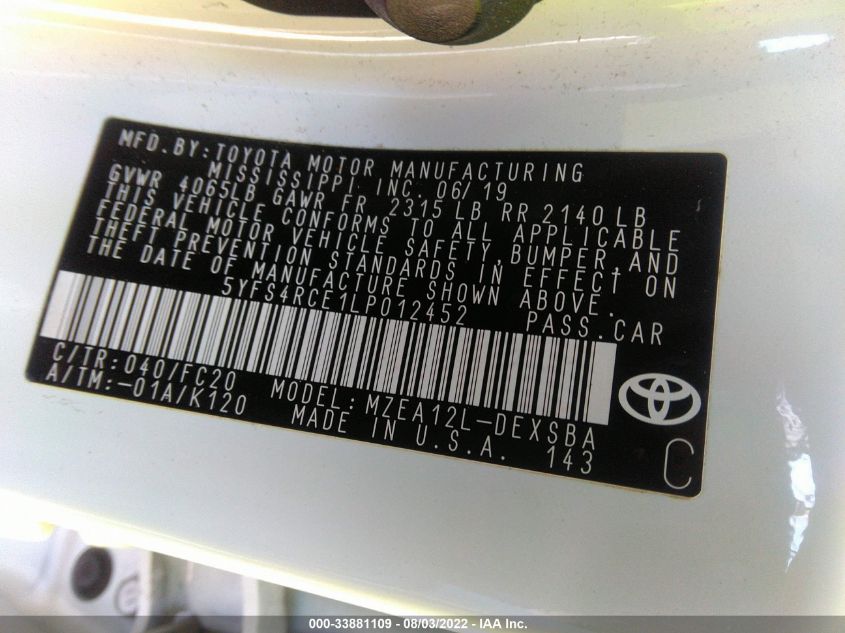 MFD.BY:TOYOTA MOTOR MANUFACTURING
MISSISSIPPI INC. 06/19
GVWR 4065LB GAWR FR 2315 LB RR 2140 LB
THIS VEHICLE CONFORMS TO ALL APPLICABLE
FEDERAL MOTOR VEHICLE SAFETY, BUMPER, AND
THEFT PREVENTION STANDARDS IN EFFECT ON
THE DATE OF MANUFACTURE SHOWN ABOVE.
5YFS4RCE1LP012452 PASS.CAR
C/TR:040/FC20
A/TM:-01A/K120
MODEL:MZEA12L-DEXSBA
MADE IN U.S.A. 143
C
000-33881109 - 08/03/2022 - IAA Inc.